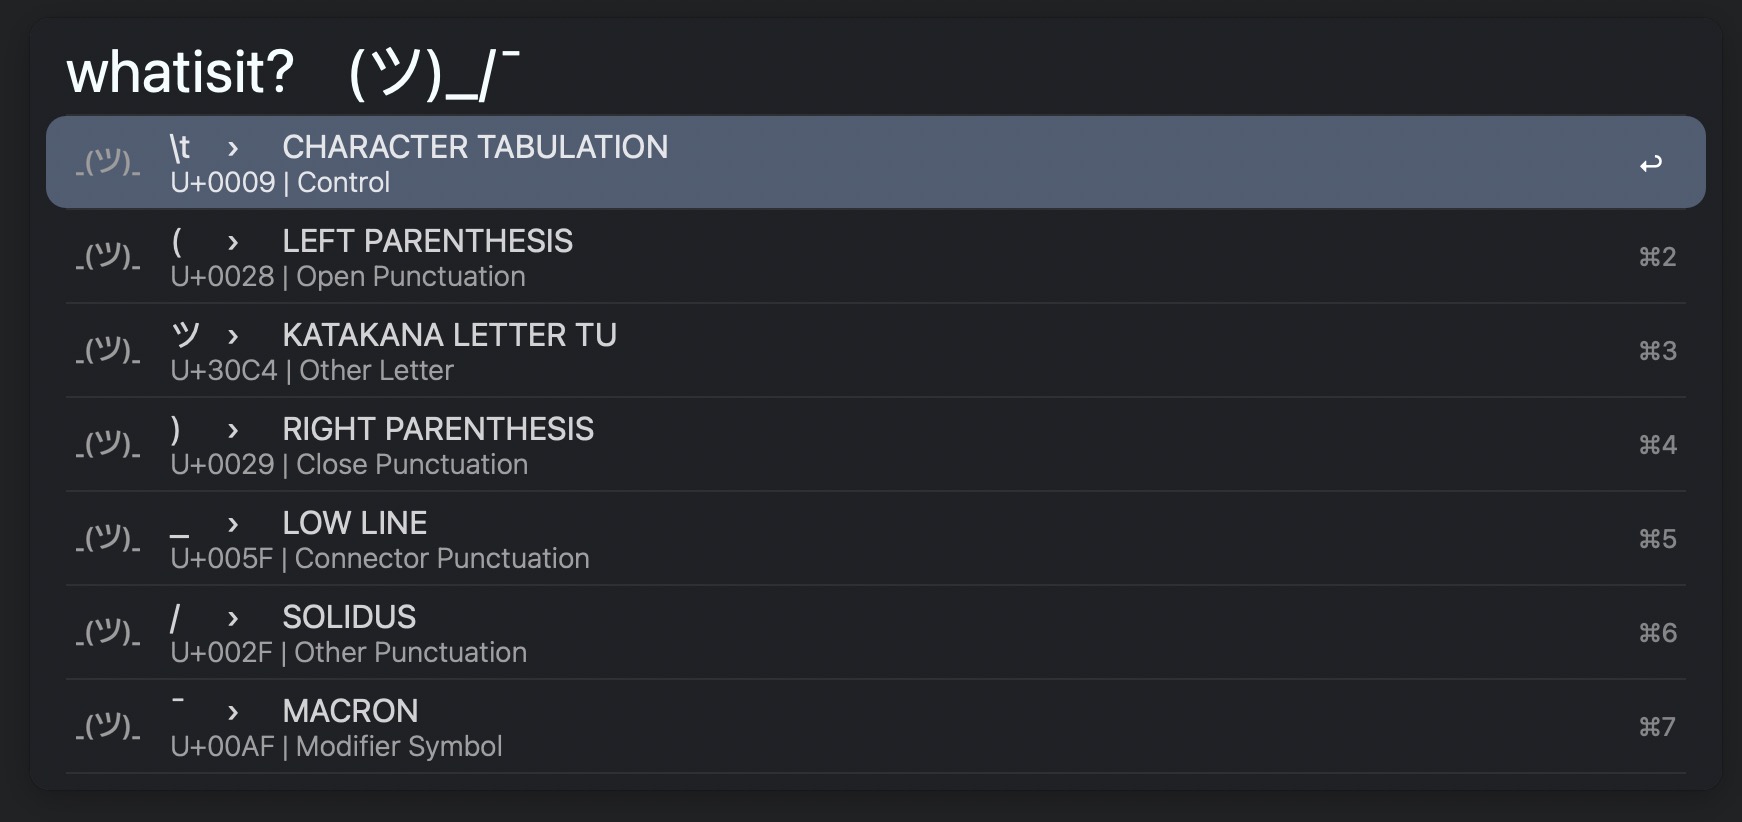 whatisit? (ツ)_/¯
_(ツ)_ \t › CHARACTER TABULATION ↩
U+0009 | Control
_(ツ)_ ( › LEFT PARENTHESIS ⌘2
U+0028 | Open Punctuation
_(ツ)_ ツ › KATAKANA LETTER TU ⌘3
U+30C4 | Other Letter
_(ツ)_ ) › RIGHT PARENTHESIS ⌘4
U+0029 | Close Punctuation
_(ツ)_ _ › LOW LINE ⌘5
U+005F | Connector Punctuation
_(ツ)_ / › SOLIDUS ⌘6
U+002F | Other Punctuation
_(ツ)_ ¯ › MACRON ⌘7
U+00AF | Modifier Symbol